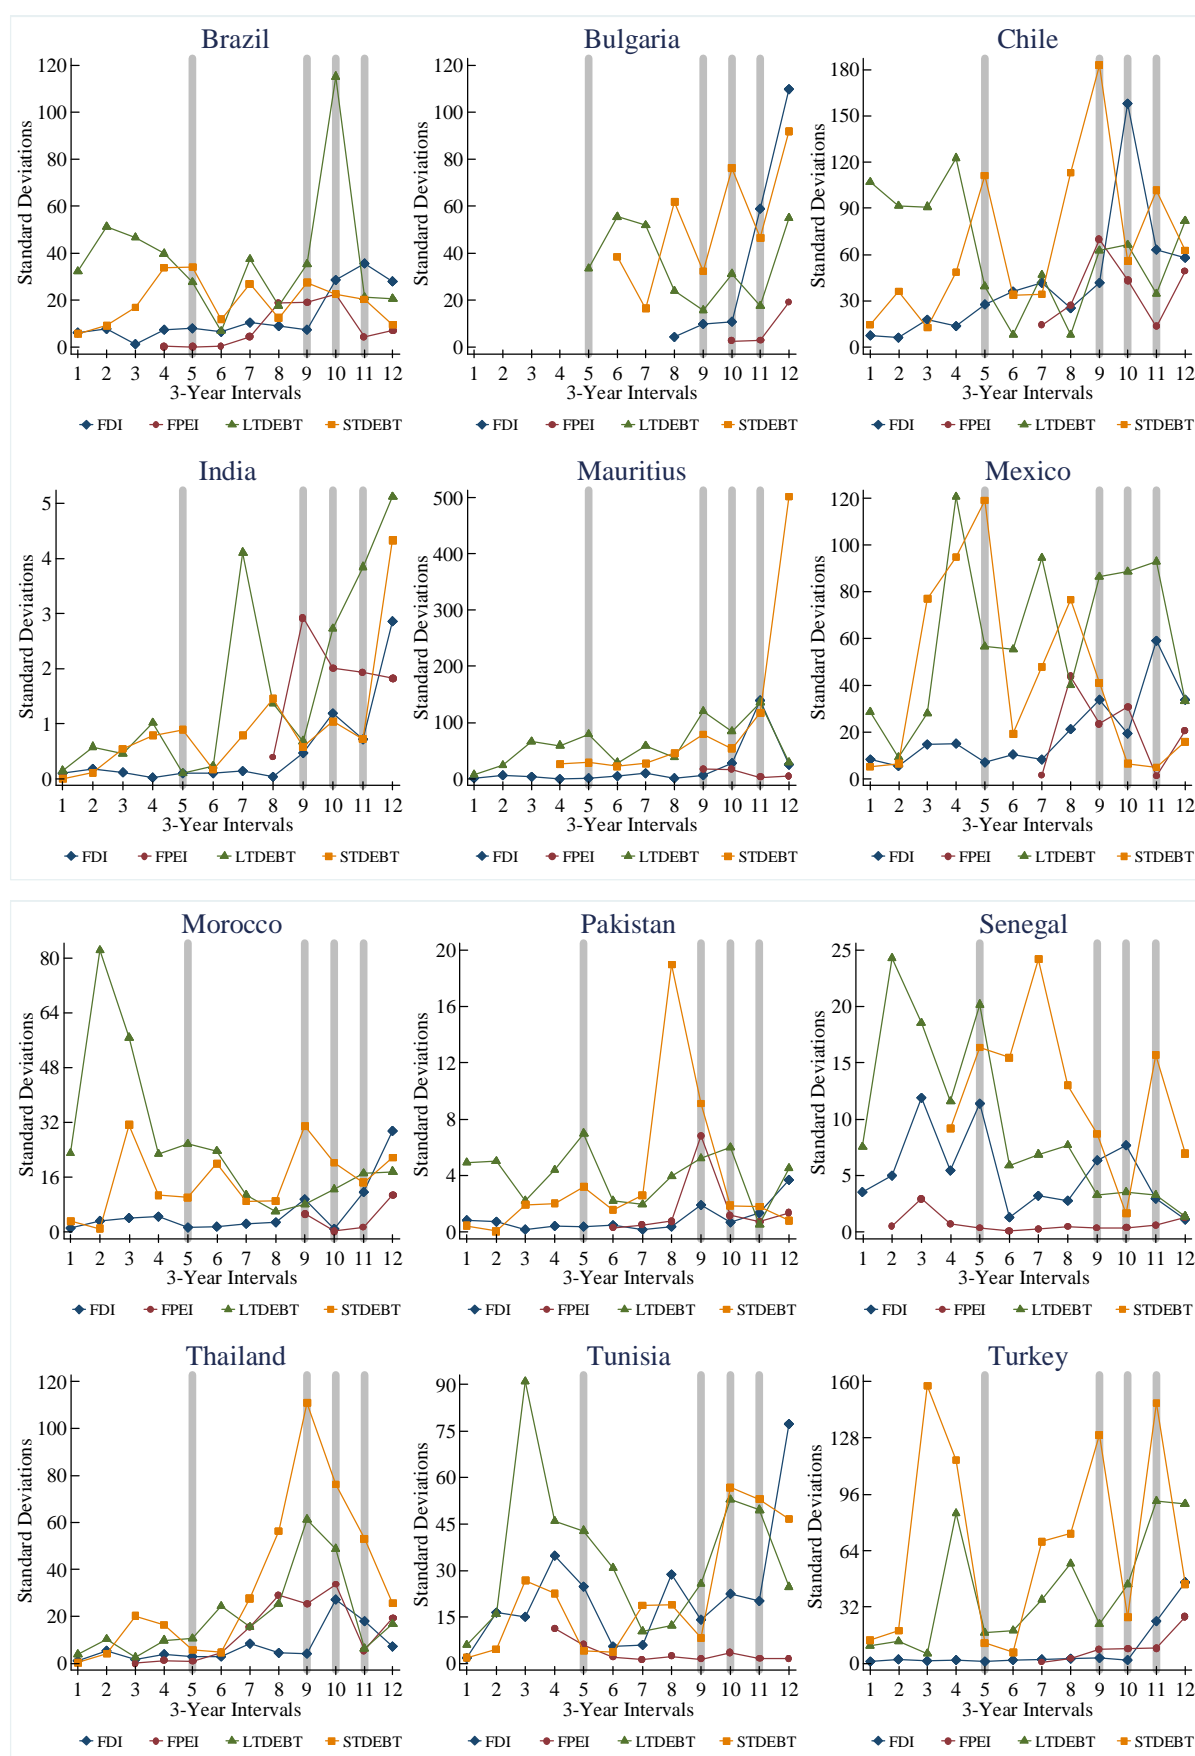 Brazil
Standard Deviations
120
100
80
60
40
20
0
1 2 3 4 5 6 7 8 9 10 11 12
3-Year Intervals
FDI FPEI LTDEBT STDEBT
Bulgaria
Standard Deviations
120
100
80
60
40
20
0
1 2 3 4 5 6 7 8 9 10 11 12
3-Year Intervals
FDI FPEI LTDEBT STDEBT
Chile
Standard Deviations
180
150
120
90
60
30
0
1 2 3 4 5 6 7 8 9 10 11 12
3-Year Intervals
FDI FPEI LTDEBT STDEBT
India
Standard Deviations
5
4
3
2
1
0
1 2 3 4 5 6 7 8 9 10 11 12
3-Year Intervals
FDI FPEI LTDEBT STDEBT
Mauritius
Standard Deviations
500
400
300
200
100
0
1 2 3 4 5 6 7 8 9 10 11 12
3-Year Intervals
FDI FPEI LTDEBT STDEBT
Mexico
Standard Deviations
120
100
80
60
40
20
0
1 2 3 4 5 6 7 8 9 10 11 12
3-Year Intervals
FDI FPEI LTDEBT STDEBT
Morocco
Standard Deviations
80
64
48
32
16
0
1 2 3 4 5 6 7 8 9 10 11 12
3-Year Intervals
FDI FPEI LTDEBT STDEBT
Pakistan
Standard Deviations
20
16
12
8
4
0
1 2 3 4 5 6 7 8 9 10 11 12
3-Year Intervals
FDI FPEI LTDEBT STDEBT
Senegal
Standard Deviations
25
20
15
10
5
0
1 2 3 4 5 6 7 8 9 10 11 12
3-Year Intervals
FDI FPEI LTDEBT STDEBT
Thailand
Standard Deviations
120
100
80
60
40
20
0
1 2 3 4 5 6 7 8 9 10 11 12
3-Year Intervals
FDI FPEI LTDEBT STDEBT
Tunisia
Standard Deviations
90
75
60
45
30
15
0
1 2 3 4 5 6 7 8 9 10 11 12
3-Year Intervals
FDI FPEI LTDEBT STDEBT
Turkey
Standard Deviations
160
128
96
64
32
0
1 2 3 4 5 6 7 8 9 10 11 12
3-Year Intervals
FDI FPEI LTDEBT STDEBT